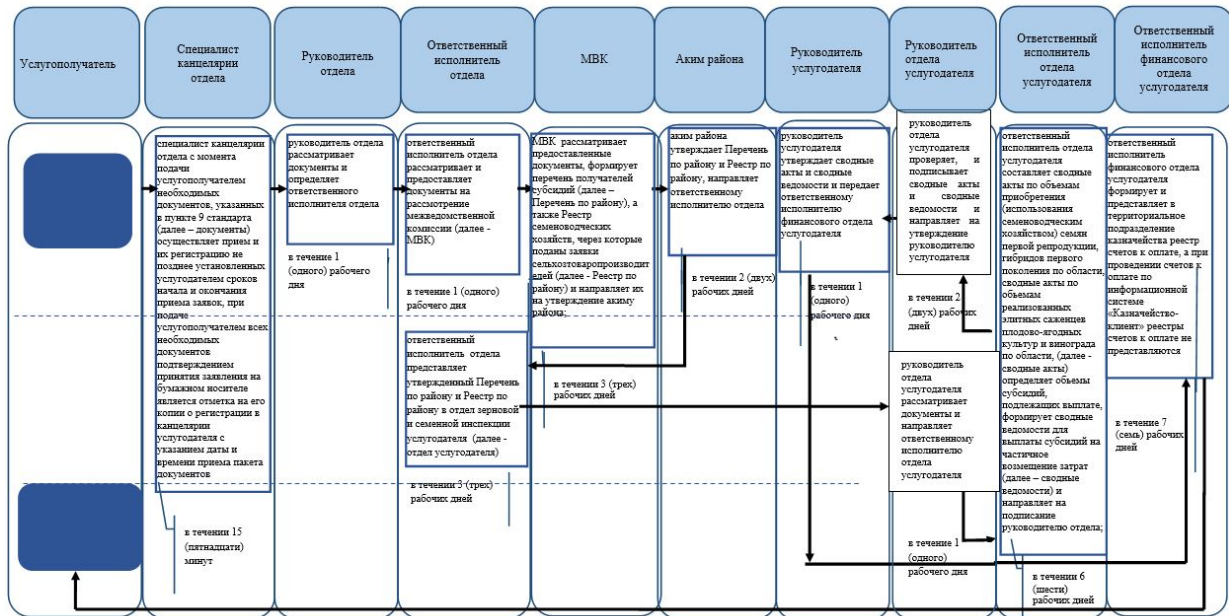 Услугополучатель
Специалист
канцелярии
отдела
Руководитель
отдела
Ответственный
исполнитель
отдела
МВК
Аким района
Руководитель
услугодателя
Руководитель
отдела
услугодателя
Ответственный
исполнитель
отдела
услугодателя
Ответственный
исполнитель
финансового отдела
услугодателя
специалист канцелярии
отдела с момента
подачи
услугополучателем
необходимых
документов, указанных
в пункте 9 стандарта
(далее – документы)
осуществляет прием и
их регистрацию не
позднее установленных
услугодателем сроков
начала и окончания
приема заявок, при
подаче
услугополучателем всех
необходимых
документов
подтверждением
принятия заявления на
бумажном носителе
является отметка на его
копии о регистрации в
канцелярии
услугодателя с
указанием даты и
времени приема пакета
документов
в течении 15
(пятнадцати)
минут
руководитель отдела
рассматривает
документы и
определяет
ответственного
исполнителя отдела
в течение 1
(одного) рабочего
дня
ответственный
исполнитель отдела
рассматривает и
предоставляет
документы на
рассмотрение
межведомственной
комиссии (далее -
МВК)
в течение 1 (одного)
рабочего дня
ответственный
исполнитель отдела
представляет
утвержденный Перечень
по району и Реестр по
району в отдел зерновой
и семенной инспекции
услугодателя (далее -
отдел услугодателя)
в течении 3 (трех)
рабочих дней
МВК рассматривает
предоставленные
документы, формирует
перечень получателей
субсидий (далее –
Перечень по району), а
также Реестр
семеноводческих
хозяйств, через которые
поданы заявки
сельхозтоваропроизводит
елей (далее - Реестр по
району) и направляет их
на утверждение акиму
района;
в течении 3 (трех)
рабочих дней
аким района
утверждает Перечень
по району и Реестр по
району, направляет
ответственному
исполнителю отдела
в течении 2 (двух)
рабочих дней
руководитель
услугодателя
утверждает сводные
акты и сводные
ведомости и передает
ответственному
исполнителю
финансового отдела
услугодателя
в течении 1
(одного)
рабочего дня
руководитель
отдела
услугодателя
проверяет, и
подписывает
сводные акты
и сводные
ведомости и
направляет на
утверждение
руководителю
услугодателя
в течение 2
(двух) рабочих
дней
руководитель
отдела
услугодателя
рассматривает
документы и
направляет
ответственному
исполнителю
отдела
услугодателя
в течение 1
(одного)
рабочего дня
ответственный
исполнитель отдела
услугодателя
составляет сводные
акты по объемам
приобретения
(использования
семеноводческим
хозяйством) семян
первой репродукции,
гибридов первого
поколения по области,
сводные акты по
объемам
реализованных
элитных саженцев
плодово-ягодных
культур и винограда
по области, (далее -
сводные акты)
определяет объемы
субсидий,
подлежащих выплате,
формирует сводные
ведомости для
выплаты субсидий на
частичное
возмещение затрат
(далее – сводные
ведомости) и
направляет на
подписание
руководителю отдела;
в течении 6
(шести)
рабочих дней
ответственный
исполнитель
финансового отдела
услугодателя
формирует и
представляет в
территориальное
подразделение
казначейства реестр
счетов к оплате, а при
проведении счетов к
оплате по
информационной
системе
«Казначейство-
клиент» реестры
счетов к оплате не
представляются
в течение 7
(семь) рабочих
дней